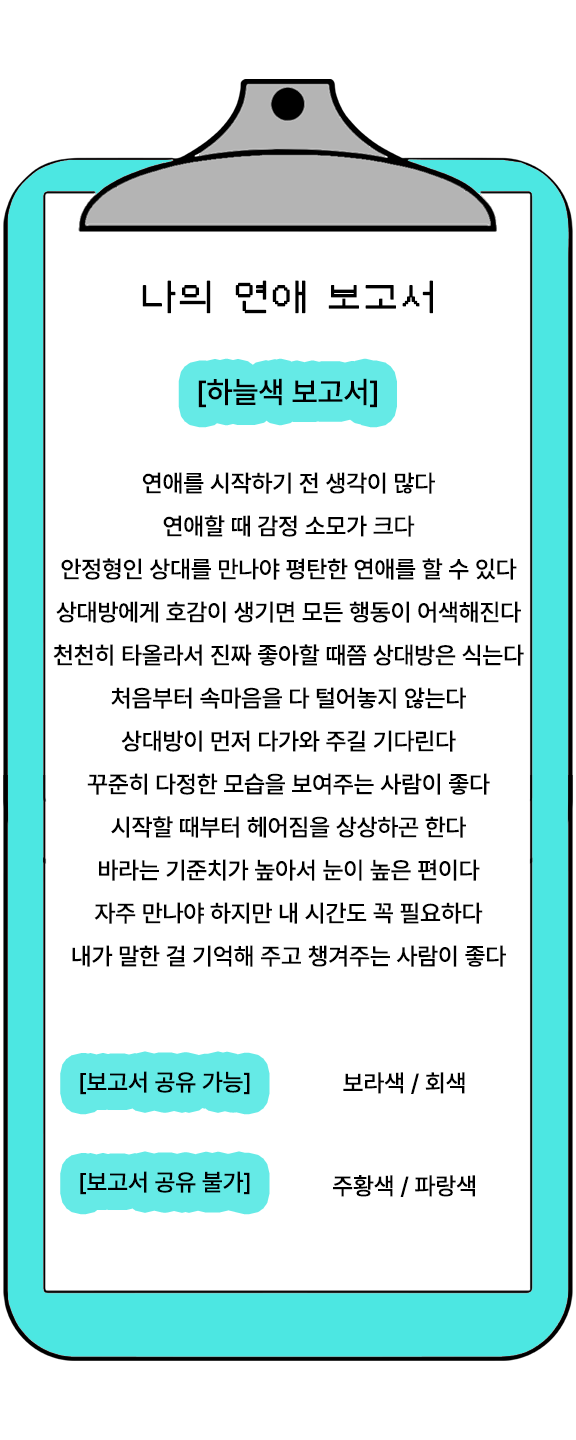 나의 연애 보고서
[하늘색 보고서]
연애를 시작하기 전 생각이 많다
연애할 때 감정 소모가 크다
안정형인 상대를 만나야 평탄한 연애를 할 수 있다
상대방에게 호감이 생기면 모든 행동이 어색해진다
천천히 타올라서 진짜 좋아할 때쯤 상대방은 식는다
처음부터 속마음을 다 털어놓지 않는다
상대방이 먼저 다가와 주길 기다린다
꾸준히 다정한 모습을 보여주는 사람이 좋다
시작할 때부터 헤어짐을 상상하곤 한다
바라는 기준치가 높아서 눈이 높은 편이다
자주 만나야 하지만 내 시간도 꼭 필요하다
내가 말한 걸 기억해 주고 챙겨주는 사람이 좋다
[보고서 공유 가능] 보라색 / 회색
[보고서 공유 불가] 주황색 / 파랑색